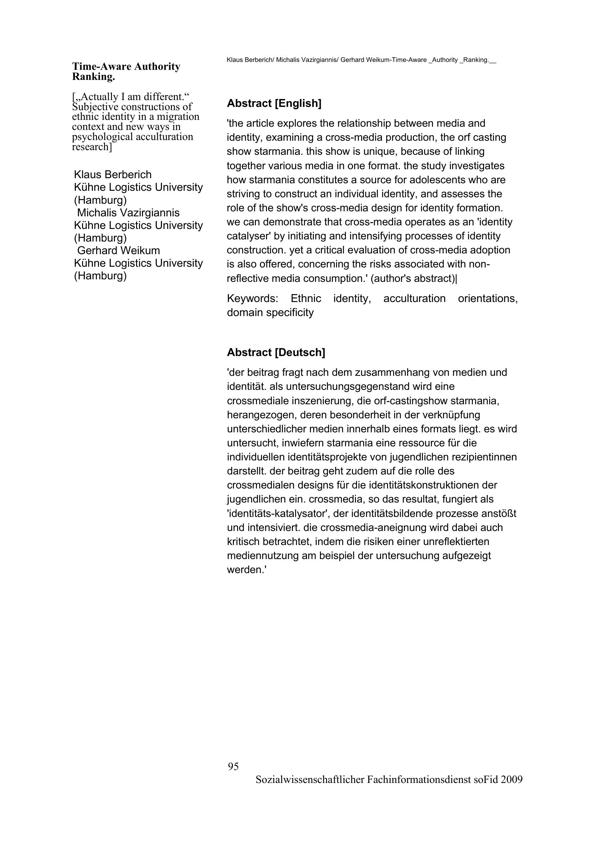 Klaus Berberich/ Michalis Vazirgiannis/ Gerhard Weikum-Time-Aware _Authority _Ranking.__
Time-Aware Authority
Ranking.
[„Actually I am different.“
Subjective constructions of
ethnic identity in a migration
context and new ways in
psychological acculturation
research]
Klaus Berberich
Kühne Logistics University
(Hamburg)
Michalis Vazirgiannis
Kühne Logistics University
(Hamburg)
Gerhard Weikum
Kühne Logistics University
(Hamburg)
Abstract [English]
'the article explores the relationship between media and
identity, examining a cross-media production, the orf casting
show starmania. this show is unique, because of linking
together various media in one format. the study investigates
how starmania constitutes a source for adolescents who are
striving to construct an individual identity, and assesses the
role of the show's cross-media design for identity formation.
we can demonstrate that cross-media operates as an 'identity
catalyser' by initiating and intensifying processes of identity
construction. yet a critical evaluation of cross-media adoption
is also offered, concerning the risks associated with non-
reflective media consumption.' (author's abstract)|
Keywords: Ethnic identity, acculturation orientations,
domain specificity
Abstract [Deutsch]
'der beitrag fragt nach dem zusammenhang von medien und
identität. als untersuchungsgegenstand wird eine
crossmediale inszenierung, die orf-castingshow starmania,
herangezogen, deren besonderheit in der verknüpfung
unterschiedlicher medien innerhalb eines formats liegt. es wird
untersucht, inwiefern starmania eine ressource für die
individuellen identitätsprojekte von jugendlichen rezipientinnen
darstellt. der beitrag geht zudem auf die rolle des
crossmedialen designs für die identitätskonstruktionen der
jugendlichen ein. crossmedia, so das resultat, fungiert als
'identitäts-katalysator', der identitätsbildende prozesse anstößt
und intensiviert. die crossmedia-aneignung wird dabei auch
kritisch betrachtet, indem die risiken einer unreflektierten
mediennutzung am beispiel der untersuchung aufgezeigt
werden.'
95
Sozialwissenschaftlicher Fachinformationsdienst soFid 2009